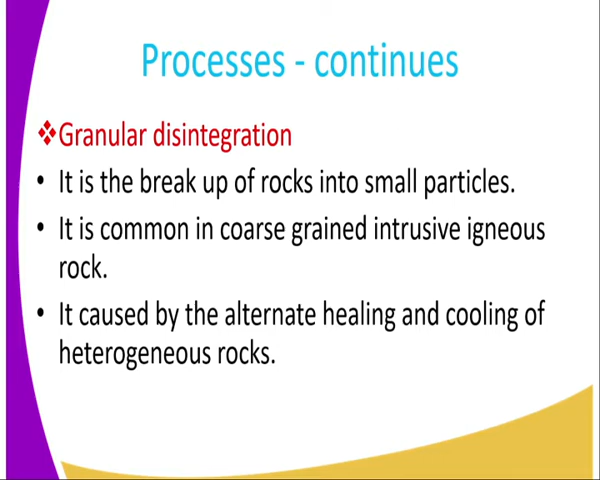 Processes - continues
❖Granular disintegration
• It is the break up of rocks into small particles.
• It is common in coarse grained intrusive igneous
rock.
• It caused by the alternate healing and cooling of
heterogeneous rocks.